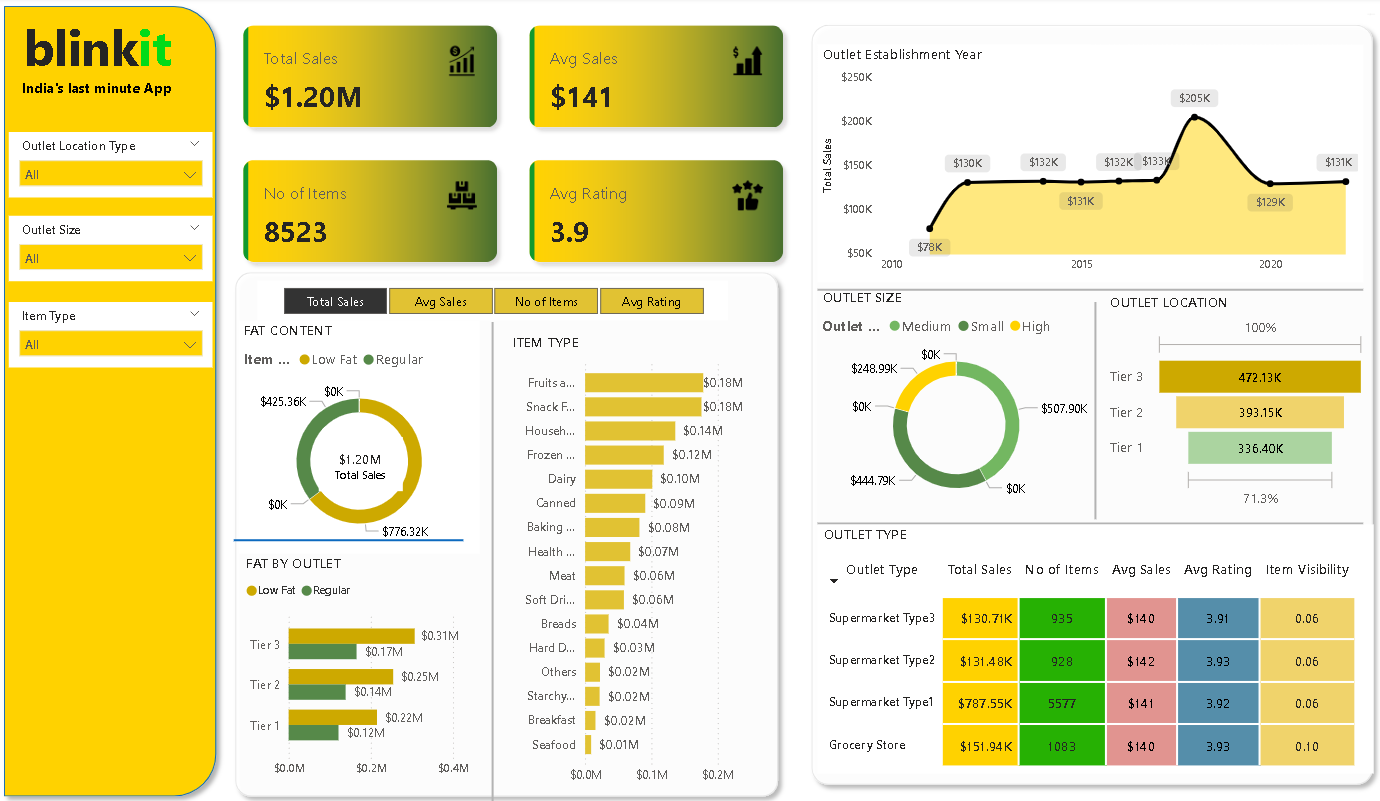 blinkit
India's last minute App
Outlet Location Type
All
Outlet Size
All
Item Type
All
Total Sales
$1.20M
Avg Sales
$141
No of Items
8523
Avg Rating
3.9
Total Sales
Avg Sales
No of Items
Avg Rating
FAT CONTENT
Item ... Low Fat Regular
$0K
$425.36K
$1.20M
Total Sales
$0K
$776.32K
FAT BY OUTLET
Low Fat Regular
Tier 3 $0.31M
$0.17M
Tier 2 $0.25M
$0.14M
Tier 1 $0.22M
$0.12M
$0.0M $0.2M $0.4M
ITEM TYPE
Fruits a... $0.18M
Snack F... $0.18M
Househ... $0.14M
Frozen ... $0.12M
Dairy $0.10M
Canned $0.09M
Baking ... $0.08M
Health ... $0.07M
Meat $0.06M
Soft Dri... $0.06M
Breads $0.04M
Hard D... $0.03M
Others $0.02M
Starchy... $0.02M
Breakfast $0.02M
Seafood $0.01M
$0.0M $0.1M $0.2M
Outlet Establishment Year
Total Sales
$250K
$200K
$150K
$100K
$50K
$78K
$130K
$132K
$131K
$132K
$133K
$205K
$129K
$131K
2010 2015 2020
OUTLET SIZE
Outlet ... Medium Small High
$0K
$248.99K
$0K
$507.90K
$444.79K
$0K
OUTLET LOCATION
100%
Tier 3 472.13K
Tier 2 393.15K
Tier 1 336.40K
71.3%
OUTLET TYPE
Outlet Type Total Sales No of Items Avg Sales Avg Rating Item Visibility
Supermarket Type3 $130.71K 935 $140 3.91 0.06
Supermarket Type2 $131.48K 928 $142 3.93 0.06
Supermarket Type1 $787.55K 5577 $141 3.92 0.06
Grocery Store $151.94K 1083 $140 3.93 0.10